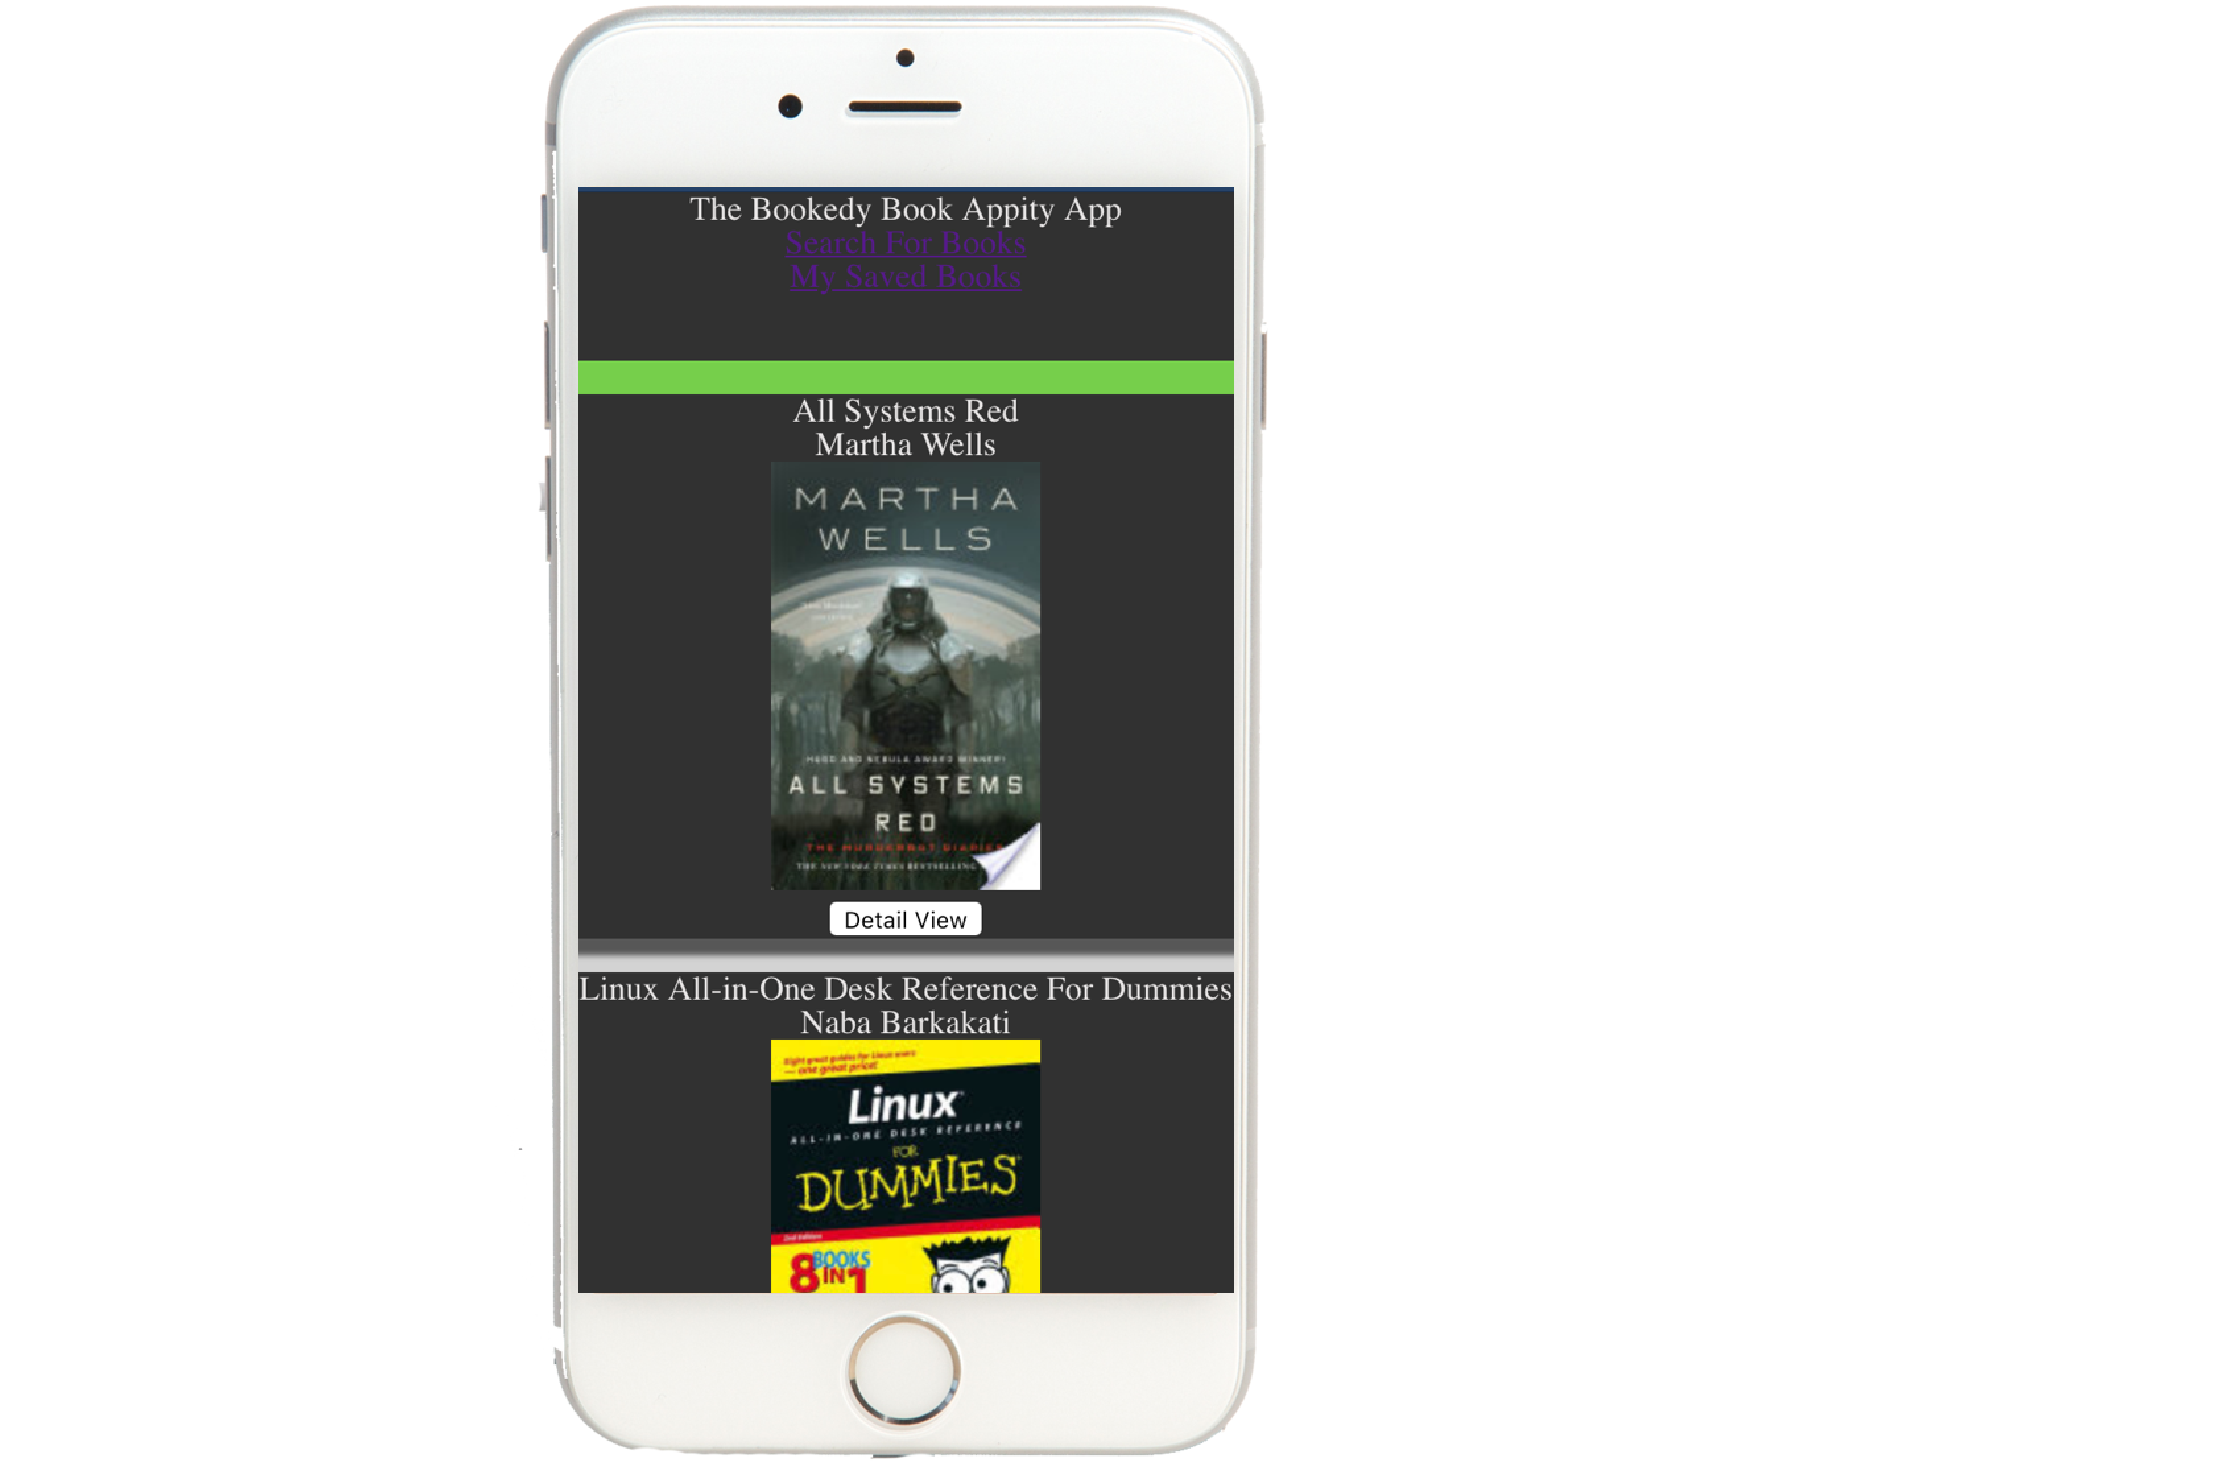 The Bookedy Book Appity App
Search For Books
My Saved Books
All Systems Red
Martha Wells
MARTHA
WELLS
HUGO AND NEBULA AWARD WINNER!
ALL SYSTEMS
RED
THE MURDERBOT DIARIES
THE NEW YORK TIMES BESTSELLING
Detail View
Linux All-in-One Desk Reference For Dummies
Naba Barkakati
Eight great guides for Linux users
— one great price!
Linux
ALL-IN-ONE DESK REFERENCE
FOR
DUMMIES
2nd Edition
8 BOOKS
IN 1